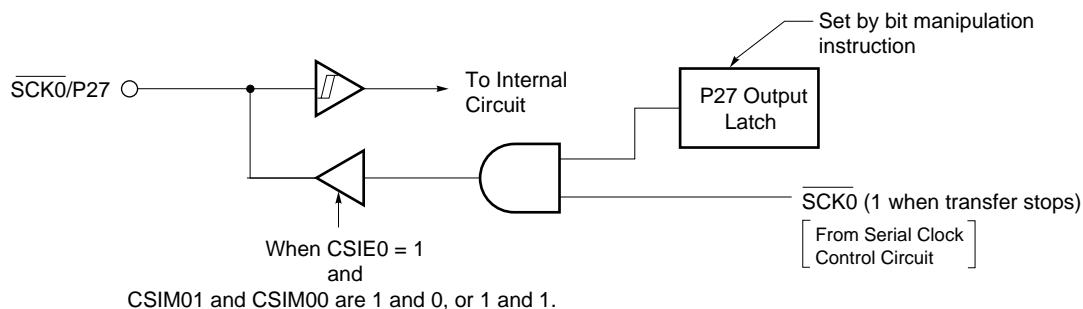 Set by bit manipulation
instruction
SCK0/P27
To Internal
Circuit
P27 Output
Latch
SCK0 (1 when transfer stops)
From Serial Clock
Control Circuit
When CSIE0 = 1
and
CSIM01 and CSIM00 are 1 and 0, or 1 and 1.